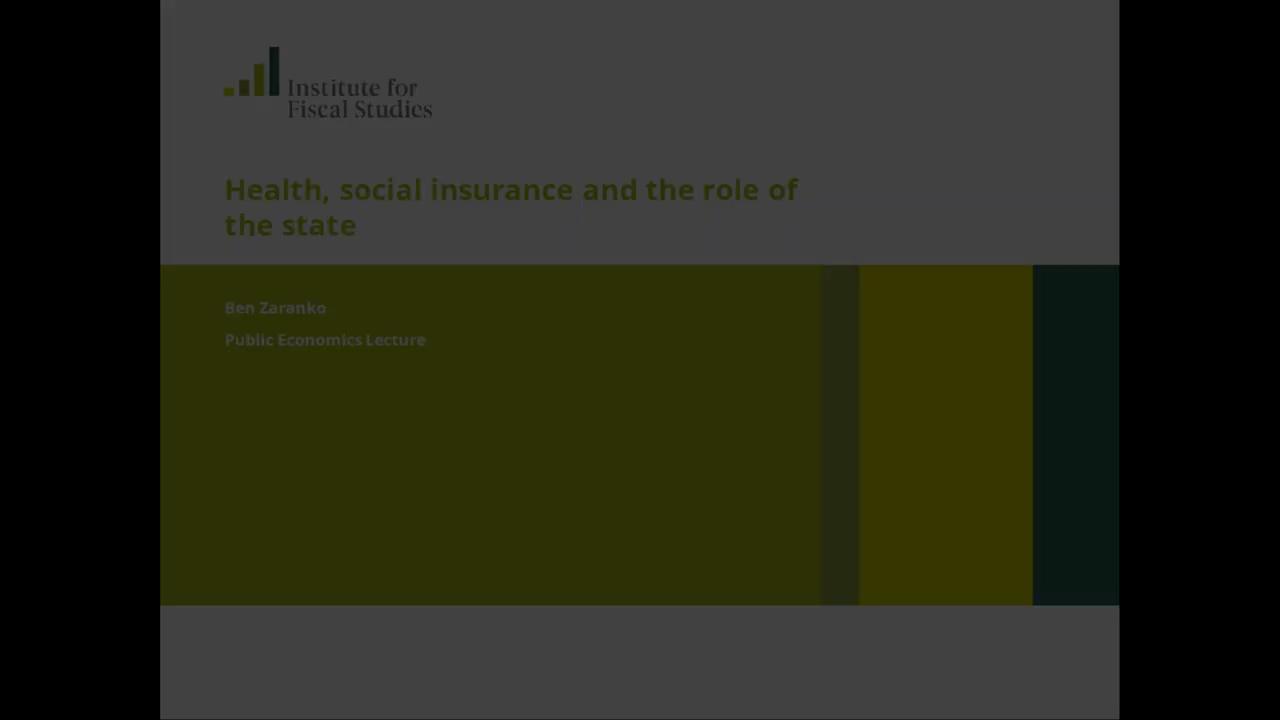 Institute for
Fiscal Studies
Health, social insurance and the role of
the state
Ben Zaranko
Public Economics Lecture